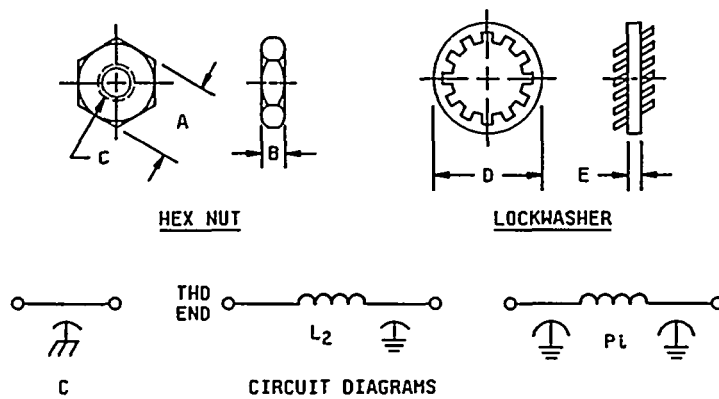 A
C
B
D
E
HEX NUT
LOCKWASHER
THD
END
L2
Pi
C
CIRCUIT DIAGRAMS